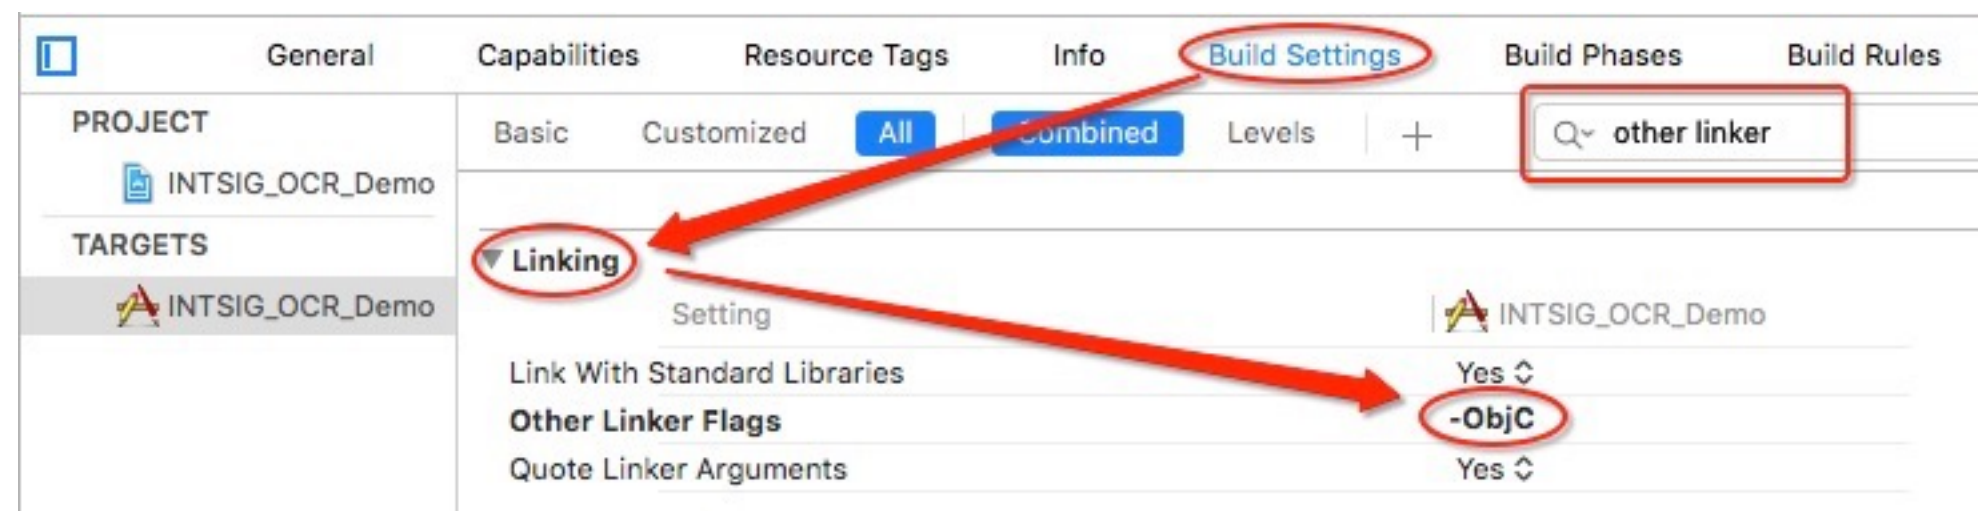 General Capabilities Resource Tags Info Build Settings Build Phases Build Rules
PROJECT
INTSIG_OCR_Demo
TARGETS
INTSIG_OCR_Demo
Basic Customized All Combined Levels + other linker
Linking
Setting INTSIG_OCR_Demo
Link With Standard Libraries Yes
Other Linker Flags -ObjC
Quote Linker Arguments Yes